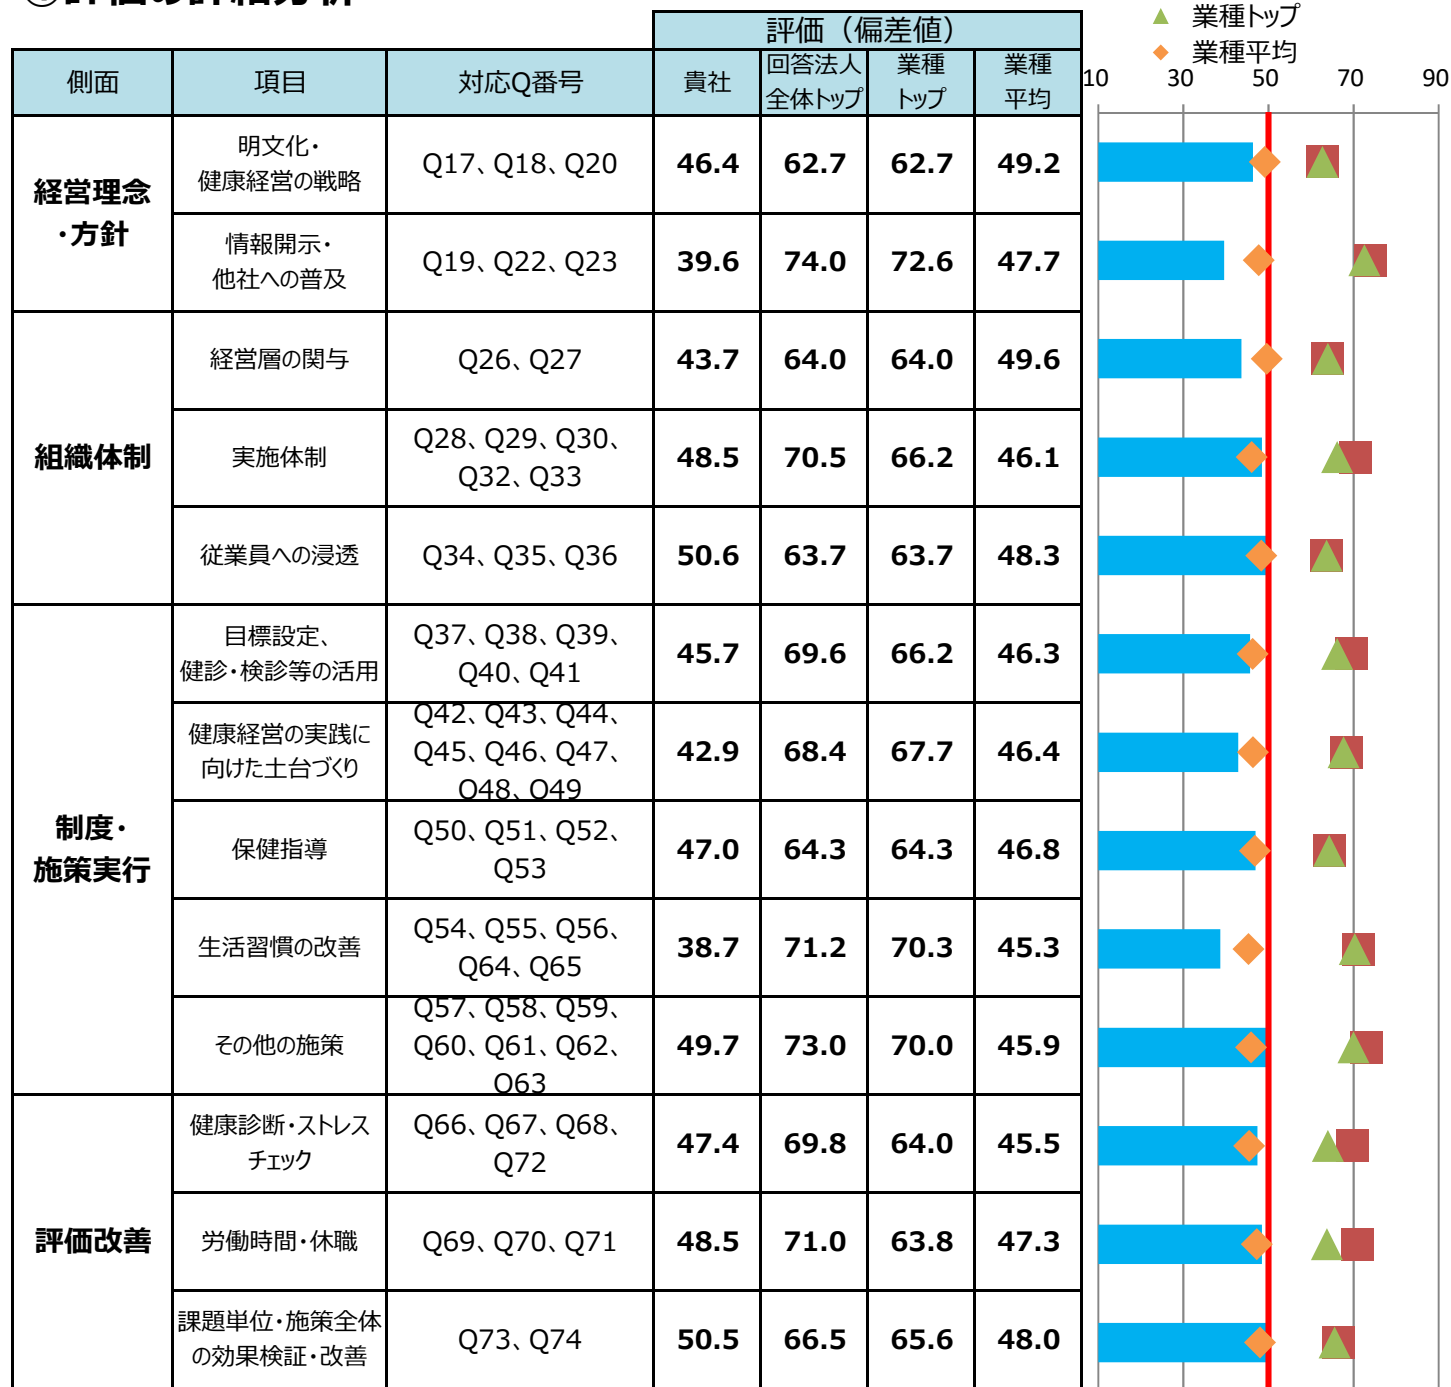 ①評価の詳細分析
▲ 業種トップ
◆ 業種平均
評価（偏差値）
側面 項目 対応Q番号 貴社 回答法人 業種 業種
全体トップ トップ 平均
10 30 50 70 90
経営理念
・方針
明文化・
健康経営の戦略
Q17、Q18、Q20 46.4 62.7 62.7 49.2
情報開示・
他社への普及
Q19、Q22、Q23 39.6 74.0 72.6 47.7
組織体制
経営層の関与 Q26、Q27 43.7 64.0 64.0 49.6
実施体制
Q28、Q29、Q30、
Q32、Q33
48.5 70.5 66.2 46.1
従業員への浸透 Q34、Q35、Q36 50.6 63.7 63.7 48.3
制度・
施策実行
目標設定、
健診・検診等の活用
Q37、Q38、Q39、
Q40、Q41
45.7 69.6 66.2 46.3
健康経営の実践に
向けた土台づくり
Q42、Q43、Q44、
Q45、Q46、Q47、
Q48、Q49
42.9 68.4 67.7 46.4
保健指導
Q50、Q51、Q52、
Q53
47.0 64.3 64.3 46.8
生活習慣の改善
Q54、Q55、Q56、
Q64、Q65
38.7 71.2 70.3 45.3
その他の施策
Q57、Q58、Q59、
Q60、Q61、Q62、
Q63
49.7 73.0 70.0 45.9
評価改善
健康診断・ストレス
チェック
Q66、Q67、Q68、
Q72
47.4 69.8 64.0 45.5
労働時間・休職 Q69、Q70、Q71 48.5 71.0 63.8 47.3
課題単位・施策全体
の効果検証・改善
Q73、Q74 50.5 66.5 65.6 48.0